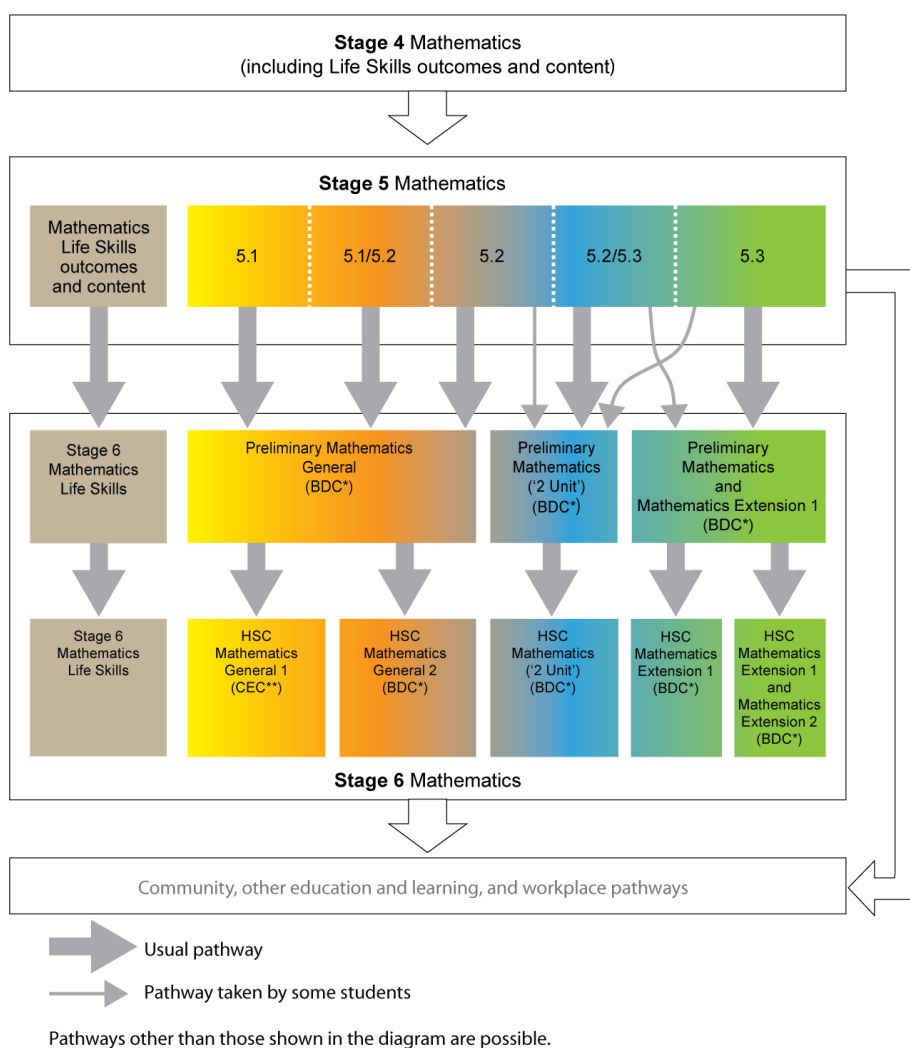 Stage 4 Mathematics
(including Life Skills outcomes and content)
Stage 5 Mathematics
Mathematics
Life Skills
outcomes
and content
5.1
5.1/5.2
5.2
5.2/5.3
5.3
Stage 6
Mathematics
Life Skills
Preliminary Mathematics
General
(BDC*)
Preliminary
Mathematics
(‘2 Unit’)
(BDC*)
Preliminary
Mathematics
and
Mathematics Extension 1
(BDC*)
Stage 6
Mathematics
Life Skills
HSC
Mathematics
General 1
(CEC**)
HSC
Mathematics
General 2
(BDC*)
HSC
Mathematics
(‘2 Unit’)
(BDC*)
HSC
Mathematics
Extension 1
(BDC*)
HSC
Mathematics
Extension 1
and
Mathematics
Extension 2
(BDC*)
Stage 6 Mathematics
Community, other education and learning, and workplace pathways
Usual pathway
Pathway taken by some students
Pathways other than those shown in the diagram are possible.